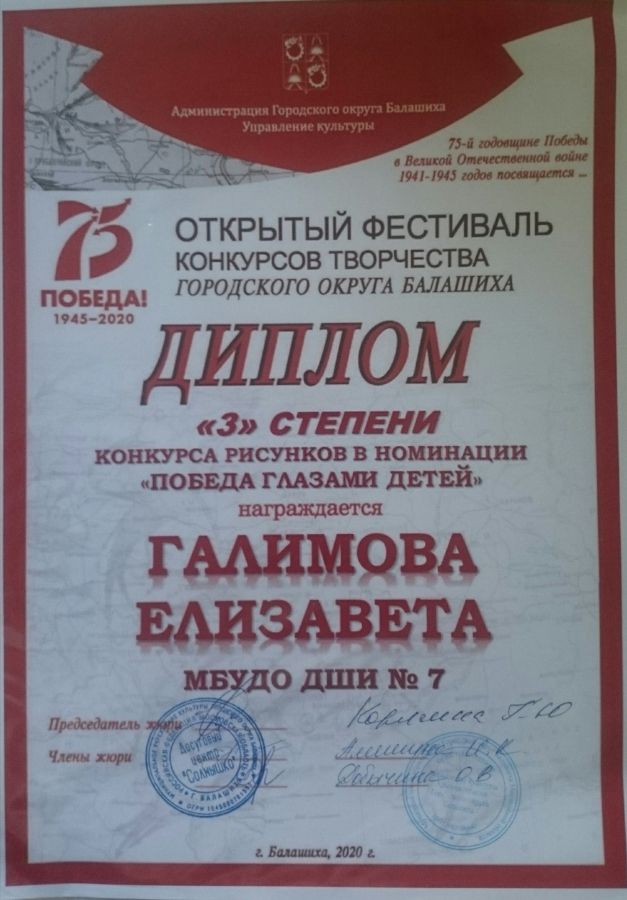 Администрация Городского округа Балашиха
Управление культуры
75-й годовщине Победы
в Великой Отечественной войне
1941-1945 годов посвящается ...
75
ПОБЕДА!
1945–2020
ОТКРЫТЫЙ ФЕСТИВАЛЬ
КОНКУРСОВ ТВОРЧЕСТВА
ГОРОДСКОГО ОКРУГА БАЛАШИХА
ДИПЛОМ
«3» СТЕПЕНИ
КОНКУРСА РИСУНКОВ В НОМИНАЦИИ
«ПОБЕДА ГЛАЗАМИ ДЕТЕЙ»
награждается
ГАЛИМОВА
ЕЛИЗАВЕТА
МБУДО ДШИ № 7
Председатель жюри
Г.Ю
Члены жюри
О.В
Досуговый
центр
"Солнышко"
г. Балашиха, 2020 г.